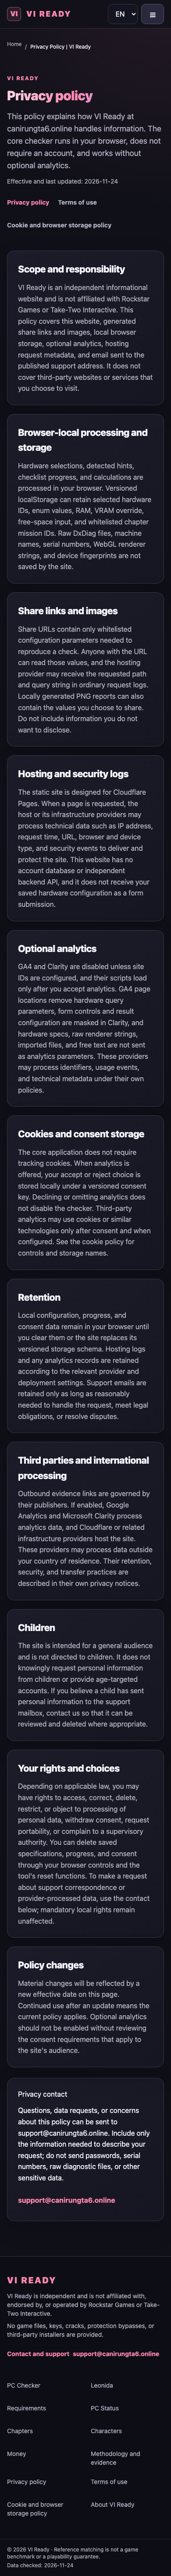 VI VI READY EN
Home / Privacy Policy | VI Ready
VI READY
Privacy policy
This policy explains how VI Ready at
canirungta6.online handles information. The
core checker runs in your browser, does not
require an account, and works without
optional analytics.
Effective and last updated: 2026-11-24
Privacy policy Terms of use
Cookie and browser storage policy
Scope and responsibility
VI Ready is an independent informational
website and is not affiliated with Rockstar
Games or Take-Two Interactive. This
policy covers this website, generated
share links and images, local browser
storage, optional analytics, hosting
request metadata, and email sent to the
published support address. It does not
cover third-party websites or services that
you choose to visit.
Browser-local processing and
storage
Hardware selections, detected hints,
checklist progress, and calculations are
processed in your browser. Versioned
localStorage can retain selected hardware
IDs, enum values, RAM, VRAM override,
free-space input, and whitelisted chapter
mission IDs. Raw DxDiag files, machine
names, serial numbers, WebGL renderer
strings, and device fingerprints are not
saved by the site.
Share links and images
Share URLs contain only whitelisted
configuration parameters needed to
reproduce a check. Anyone with the URL
can read those values, and the hosting
provider may receive the requested path
and query string in ordinary request logs.
Locally generated PNG reports can also
contain the values you choose to share.
Do not include information you do not
want to disclose.
Hosting and security logs
The static site is designed for Cloudflare
Pages. When a page is requested, the
host or its infrastructure providers may
process technical data such as IP address,
request time, URL, browser and device
type, and security events to deliver and
protect the site. This website has no
account database or independent
backend API, and it does not receive your
saved hardware configuration as a form
submission.
Optional analytics
GA4 and Clarity are disabled unless site
IDs are configured, and their scripts load
only after you accept analytics. GA4 page
locations remove hardware query
parameters, form controls and result
configuration are masked in Clarity, and
hardware specs, raw renderer strings,
imported files, and free text are not sent
as analytics parameters. These providers
may process identifiers, usage events,
and technical metadata under their own
policies.
Cookies and consent storage
The core application does not require
tracking cookies. When analytics is
offered, your accept or reject choice is
stored locally under a versioned consent
key. Declining or omitting analytics does
not disable the checker. Third-party
analytics may use cookies or similar
technologies only after consent and when
configured. See the cookie policy for
controls and storage names.
Retention
Local configuration, progress, and
consent data remain in your browser until
you clear them or the site replaces its
versioned storage schema. Hosting logs
and analytics records are retained
according to the relevant provider and
deployment settings. Support emails are
retained only as long as reasonably
needed to handle the request, meet legal
obligations, or resolve disputes.
Third parties and international
processing
Outbound evidence links are governed by
their publishers. If enabled, Google
Analytics and Microsoft Clarity process
analytics data, and Cloudflare or related
infrastructure providers host the site.
These providers may process data outside
your country of residence. Their retention,
security, and transfer practices are
described in their own privacy notices.
Children
The site is intended for a general audience
and is not directed to children. It does not
knowingly request personal information
from children or provide age-targeted
accounts. If you believe a child has sent
personal information to the support
mailbox, contact us so that it can be
reviewed and deleted where appropriate.
Your rights and choices
Depending on applicable law, you may
have rights to access, correct, delete,
restrict, or object to processing of
personal data, withdraw consent, request
portability, or complain to a supervisory
authority. You can delete saved
specifications, progress, and consent
through your browser controls and the
tool's reset functions. To make a request
about support correspondence or
provider-processed data, use the contact
below; mandatory local rights remain
unaffected.
Policy changes
Material changes will be reflected by a
new effective date on this page.
Continued use after an update means the
current policy applies. Optional analytics
should not be enabled without reviewing
the consent requirements that apply to
the site's audience.
Privacy contact
Questions, data requests, or concerns
about this policy can be sent to
support@canirungta6.online. Include only
the information needed to describe your
request; do not send passwords, serial
numbers, raw diagnostic files, or other
sensitive data.
support@canirungta6.online
VI READY
VI Ready is independent and is not affiliated with,
endorsed by, or operated by Rockstar Games or Take-
Two Interactive.
No game files, keys, cracks, protection bypasses, or
third-party installers are provided.
Contact and support support@canirungta6.online
PC Checker Leonida
Requirements PC Status
Chapters Characters
Money Methodology and
evidence
Privacy policy Terms of use
Cookie and browser
storage policy About VI Ready
© 2026 VI Ready · Reference matching is not a game
benchmark or a playability guarantee.
Data checked: 2026-11-24